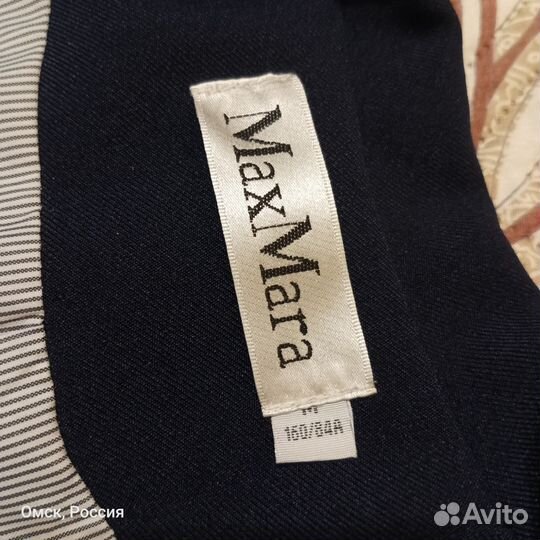 MaxMara
M
160/84A
Омск, Россия
Avito